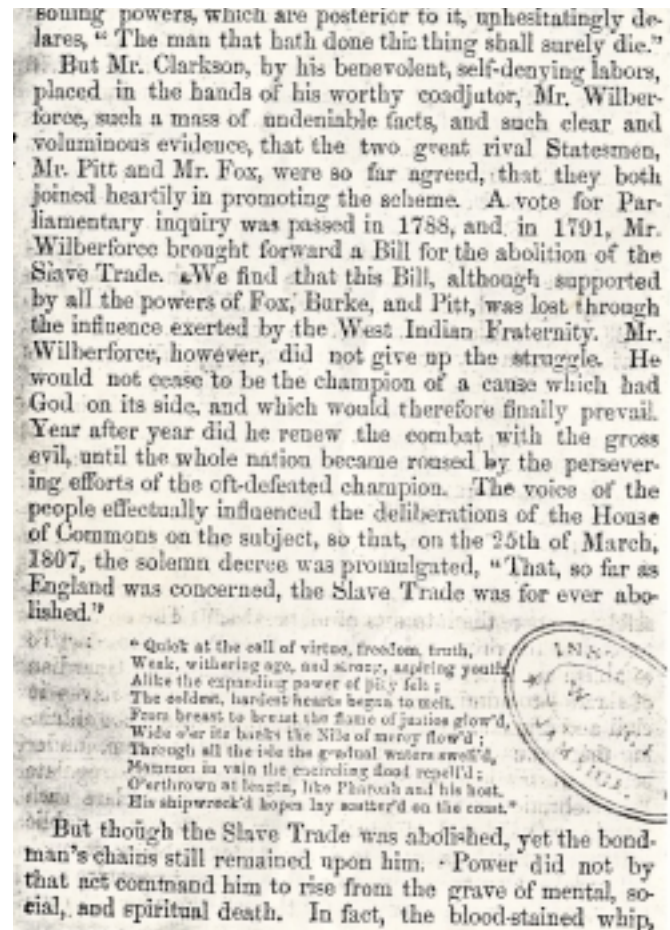 soning powers, which are posterior to it, unhesitatingly de-
lares, “ The man that hath done this thing shall surely die.”
But Mr. Clarkson, by his benevolent, self-denying labors,
placed in the hands of his worthy coadjutor, Mr. Wilber-
force, such a mass of undeniable facts, and such clear and
voluminous evidence, that the two great rival Statesmen,
Mr. Pitt and Mr. Fox, were so far agreed, that they both
joined heartily in promoting the scheme. A vote for Par-
liamentary inquiry was passed in 1788, and, in 1791, Mr.
Wilberforce brought forward a Bill for the abolition of the
Slave Trade. We find that this Bill, although supported
by all the powers of Fox, Burke, and Pitt, was lost through
the influence exerted by the West Indian Fraternity. Mr.
Wilberforce, however, did not give up the struggle. He
would not cease to be the champion of a cause which had
God on its side, and which would therefore finally prevail.
Year after year did he renew the combat with the gross
evil, until the whole nation became roused by the persever-
ing efforts of the oft-defeated champion. The voice of the
people effectually influenced the deliberations of the House
of Commons on the subject, so that, on the 25th of March,
1807, the solemn decree was promulgated, “ That, so far as
England was concerned, the Slave Trade was for ever abo-
lished.”
“ Quick at the call of virtue, freedom, truth,
Weak, withering age, and strong, aspiring youth,
Alike the expanding power of pity felt ;
The coldest, hardest hearts began to melt.
From breast to breast the flame of justice glow’d,
Wide o’er its banks the Nile of mercy flow’d ;
Through all the isle the gradual waters swell’d,
Mammon in vain the encircling flood repell’d ;
O’erthrown at length, like Pharaoh and his host,
His shipwreck’d hopes lay scatter’d on the coast.”
But though the Slave Trade was abolished, yet the bond-
man’s chains still remained upon him. Power did not by
that act command him to rise from the grave of mental, so-
cial, and spiritual death. In fact, the blood-stained whip,